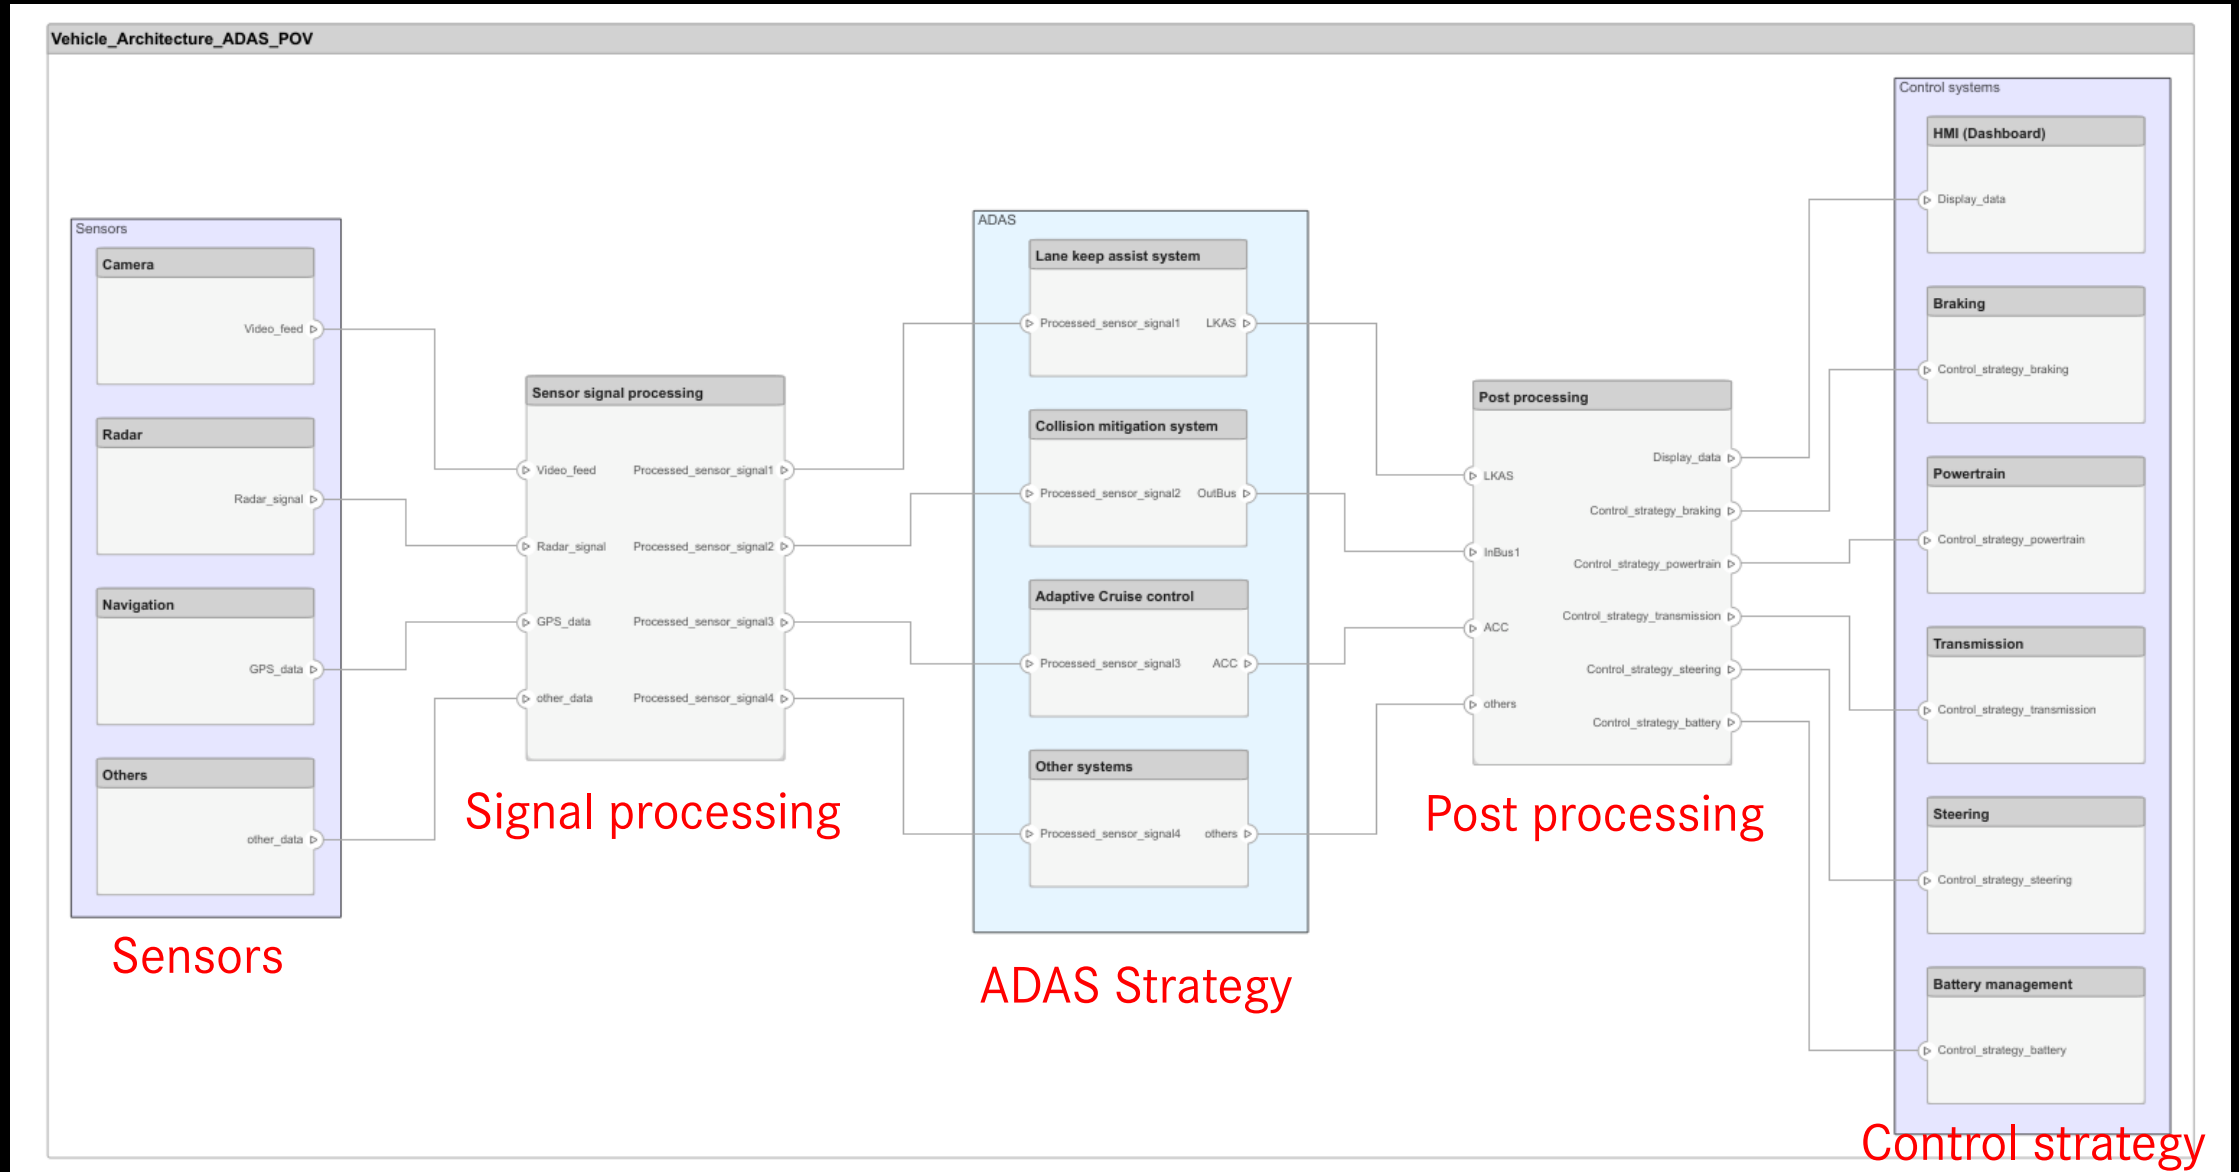 Vehicle_Architecture_ADAS_POV
Sensors
Camera
Video_feed
Radar
Radar_signal
Navigation
GPS_data
Others
other_data
Sensors
Sensor signal processing
Video_feed
Processed_sensor_signal1
Radar_signal
Processed_sensor_signal2
GPS_data
Processed_sensor_signal3
other_data
Processed_sensor_signal4
Signal processing
ADAS
Lane keep assist system
Processed_sensor_signal1
LKAS
Collision mitigation system
Processed_sensor_signal2
OutBus
Adaptive Cruise control
Processed_sensor_signal3
ACC
Other systems
Processed_sensor_signal4
others
ADAS Strategy
Post processing
LKAS
InBus1
ACC
others
Display_data
Control_strategy_braking
Control_strategy_powertrain
Control_strategy_transmission
Control_strategy_steering
Control_strategy_battery
Post processing
Control systems
HMI (Dashboard)
Display_data
Braking
Control_strategy_braking
Powertrain
Control_strategy_powertrain
Transmission
Control_strategy_transmission
Steering
Control_strategy_steering
Battery management
Control_strategy_battery
Control strategy